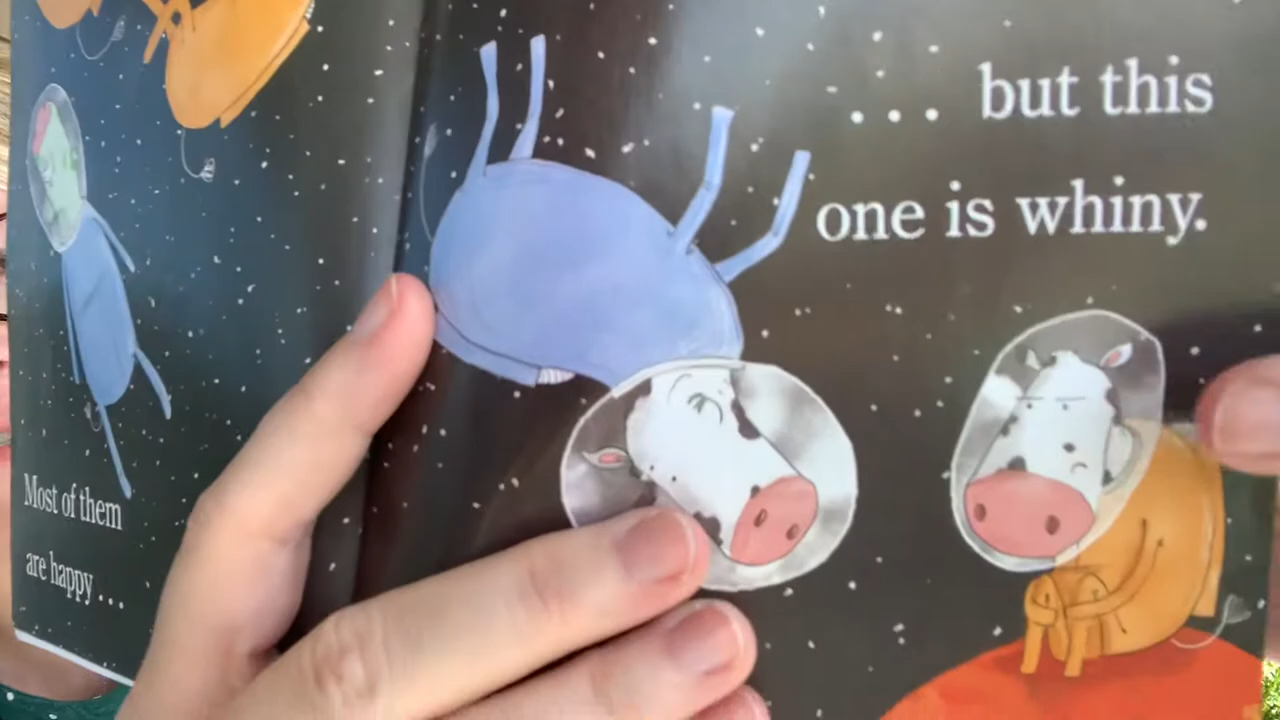 Most of them
are happy...
... but this
one is whiny.